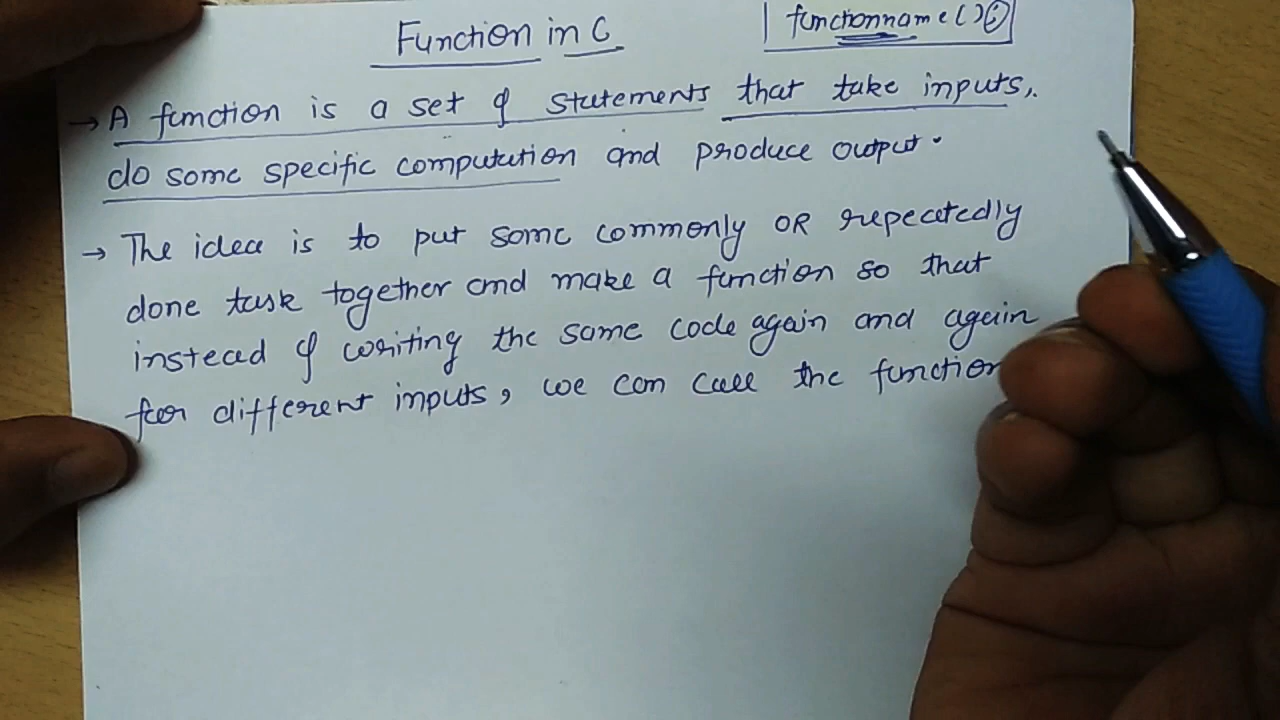 Function in C
functionname();
→ A function is a set of statements that take inputs,
do some specific computation and produce output.
→ The idea is to put some commonly OR repeatedly
done task together and make a function so that
instead of writing the same code again and again
for different inputs, we can call the function